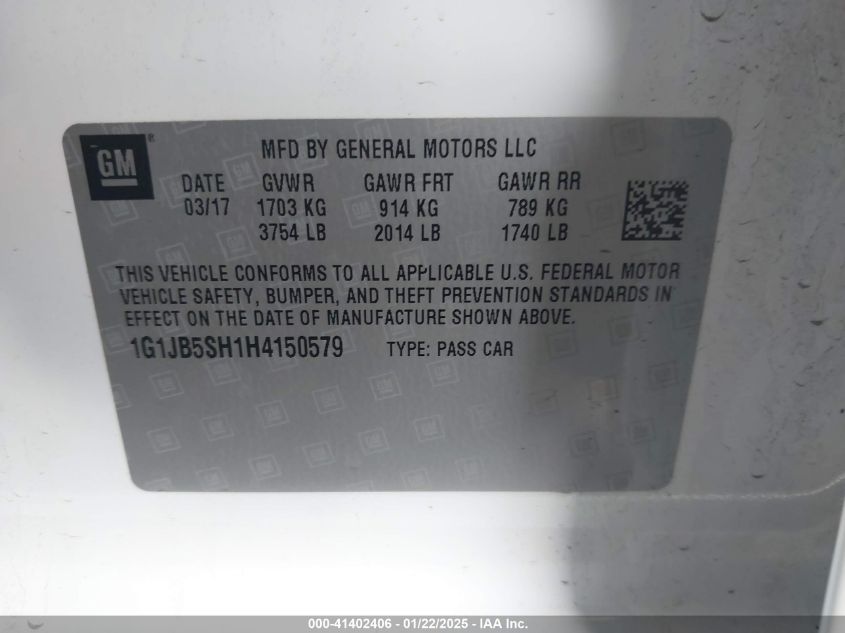 GM ®
MFD BY GENERAL MOTORS LLC
DATE GVWR GAWR FRT GAWR RR
03/17 1703 KG 914 KG 789 KG
3754 LB 2014 LB 1740 LB
THIS VEHICLE CONFORMS TO ALL APPLICABLE U.S. FEDERAL MOTOR
VEHICLE SAFETY, BUMPER, AND THEFT PREVENTION STANDARDS IN
EFFECT ON THE DATE OF MANUFACTURE SHOWN ABOVE.
1G1JB5SH1H4150579 TYPE: PASS CAR
000-41402406 - 01/22/2025 - IAA Inc.